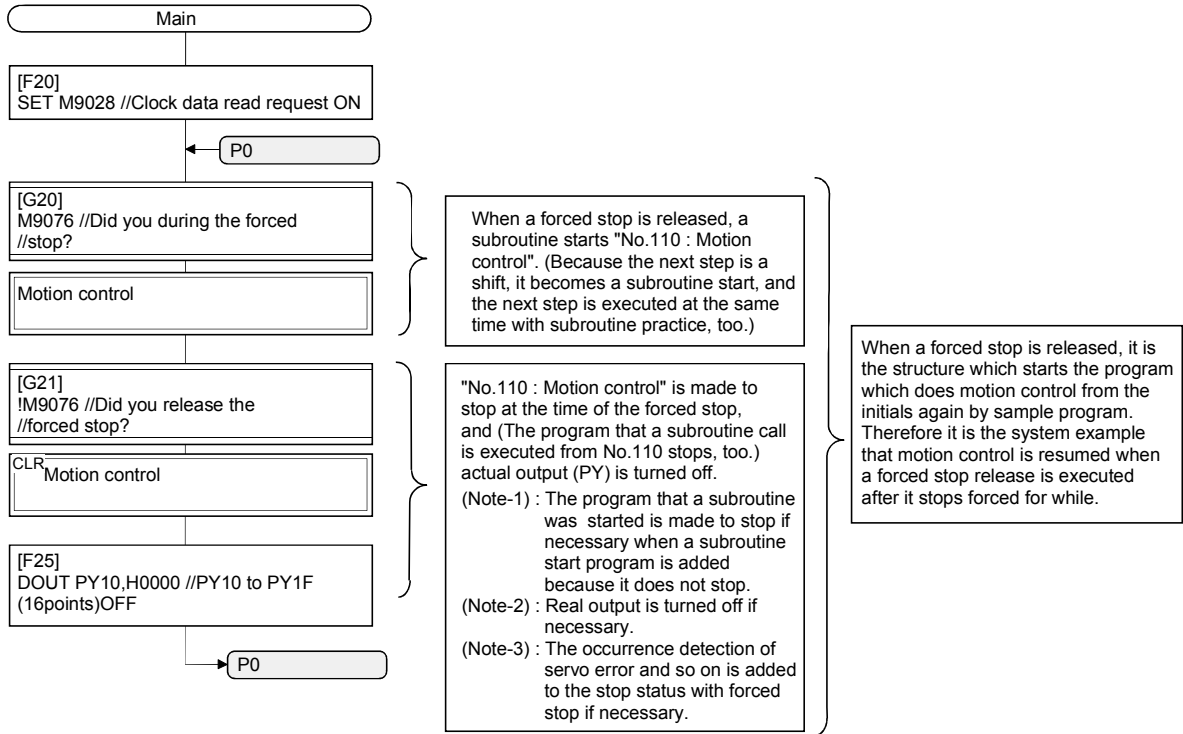 Main
[F20]
SET M9028 //Clock data read request ON
P0
[G20]
M9076 //Did you during the forced
//stop?
Motion control
[G21]
!M9076 //Did you release the
//forced stop?
CLR Motion control
[F25]
DOUT PY10,H0000 //PY10 to PY1F
(16points)OFF
P0
When a forced stop is released, a
subroutine starts "No.110 : Motion
control". (Because the next step is a
shift, it becomes a subroutine start, and
the next step is executed at the same
time with subroutine practice, too.)
"No.110 : Motion control" is made to
stop at the time of the forced stop,
and (The program that a subroutine call
is executed from No.110 stops, too.)
actual output (PY) is turned off.
(Note-1) : The program that a subroutine
was started is made to stop if
necessary when a subroutine
start program is added
because it does not stop.
(Note-2) : Real output is turned off if
necessary.
(Note-3) : The occurrence detection of
servo error and so on is added
to the stop status with forced
stop if necessary.
When a forced stop is released, it is
the structure which starts the program
which does motion control from the
initials again by sample program.
Therefore it is the system example
that motion control is resumed when
a forced stop release is executed
after it stops forced for while.